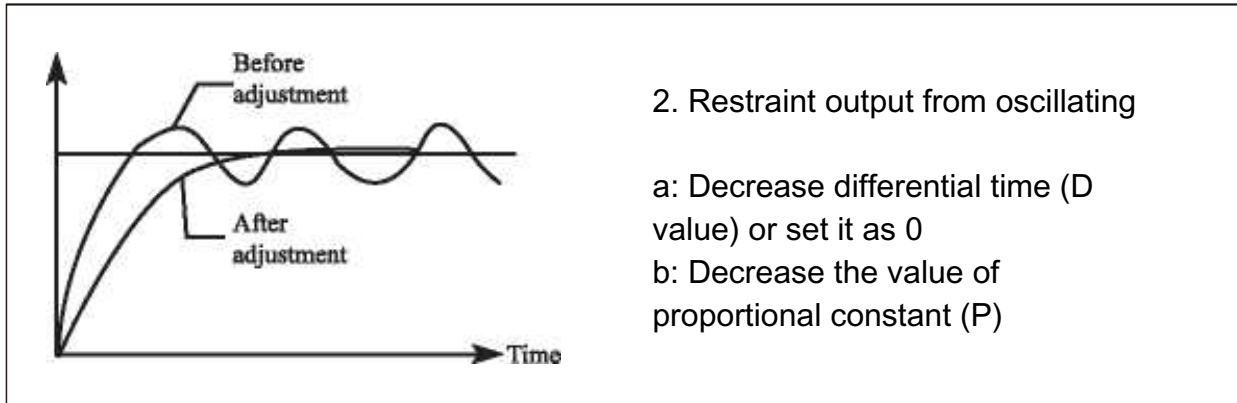 Before
adjustment
After
adjustment
Time
2. Restraint output from oscillating
a: Decrease differential time (D
value) or set it as 0
b: Decrease the value of
proportional constant (P)